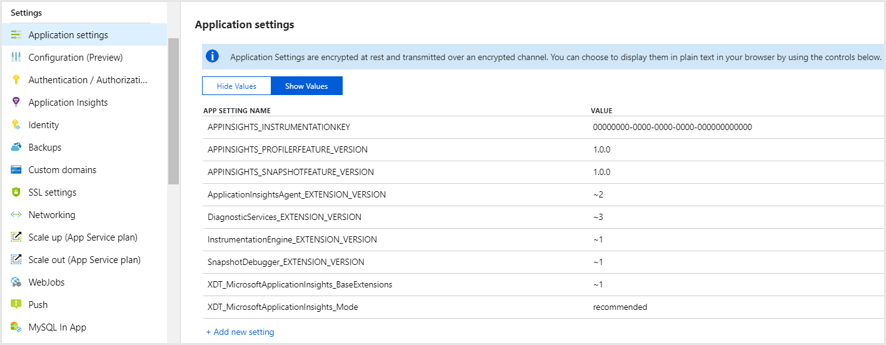 Settings
Application settings
Configuration (Preview)
Authentication / Authorizati...
Application Insights
Identity
Backups
Custom domains
SSL settings
Networking
Scale up (App Service plan)
Scale out (App Service plan)
WebJobs
Push
MySQL In App
Application settings
Application Settings are encrypted at rest and transmitted over an encrypted channel. You can choose to display them in plain text in your browser by using the controls below.
Hide Values Show Values
APP SETTING NAME VALUE
APPINSIGHTS_INSTRUMENTATIONKEY 00000000-0000-0000-0000-000000000000
APPINSIGHTS_PROFILERFEATURE_VERSION 1.0.0
APPINSIGHTS_SNAPSHOTFEATURE_VERSION 1.0.0
ApplicationInsightsAgent_EXTENSION_VERSION ~2
DiagnosticServices_EXTENSION_VERSION ~3
InstrumentationEngine_EXTENSION_VERSION ~1
SnapshotDebugger_EXTENSION_VERSION ~1
XDT_MicrosoftApplicationInsights_BaseExtensions ~1
XDT_MicrosoftApplicationInsights_Mode recommended
+ Add new setting